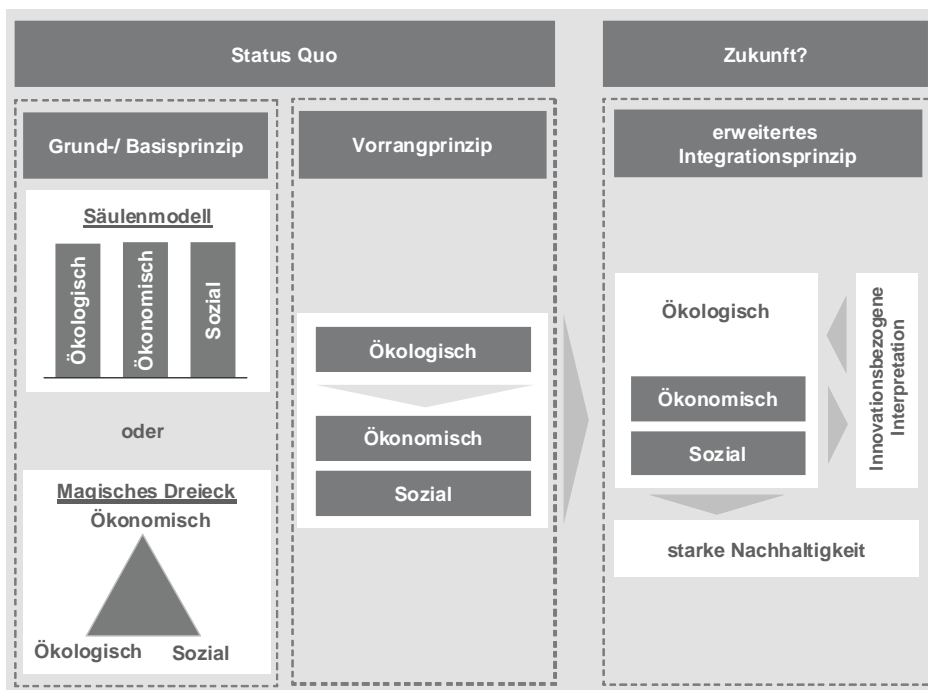 Status Quo
Zukunft?
Grund-/ Basisprinzip
Vorrangprinzip
erweitertes
Integrationsprinzip
Säulenmodell
Ökologisch
Ökonomisch
Sozial
oder
Magisches Dreieck
Ökonomisch
Ökologisch
Sozial
Ökologisch
Ökonomisch
Sozial
Ökologisch
Ökonomisch
Sozial
Innovationsbezogene
Interpretation
starke Nachhaltigkeit